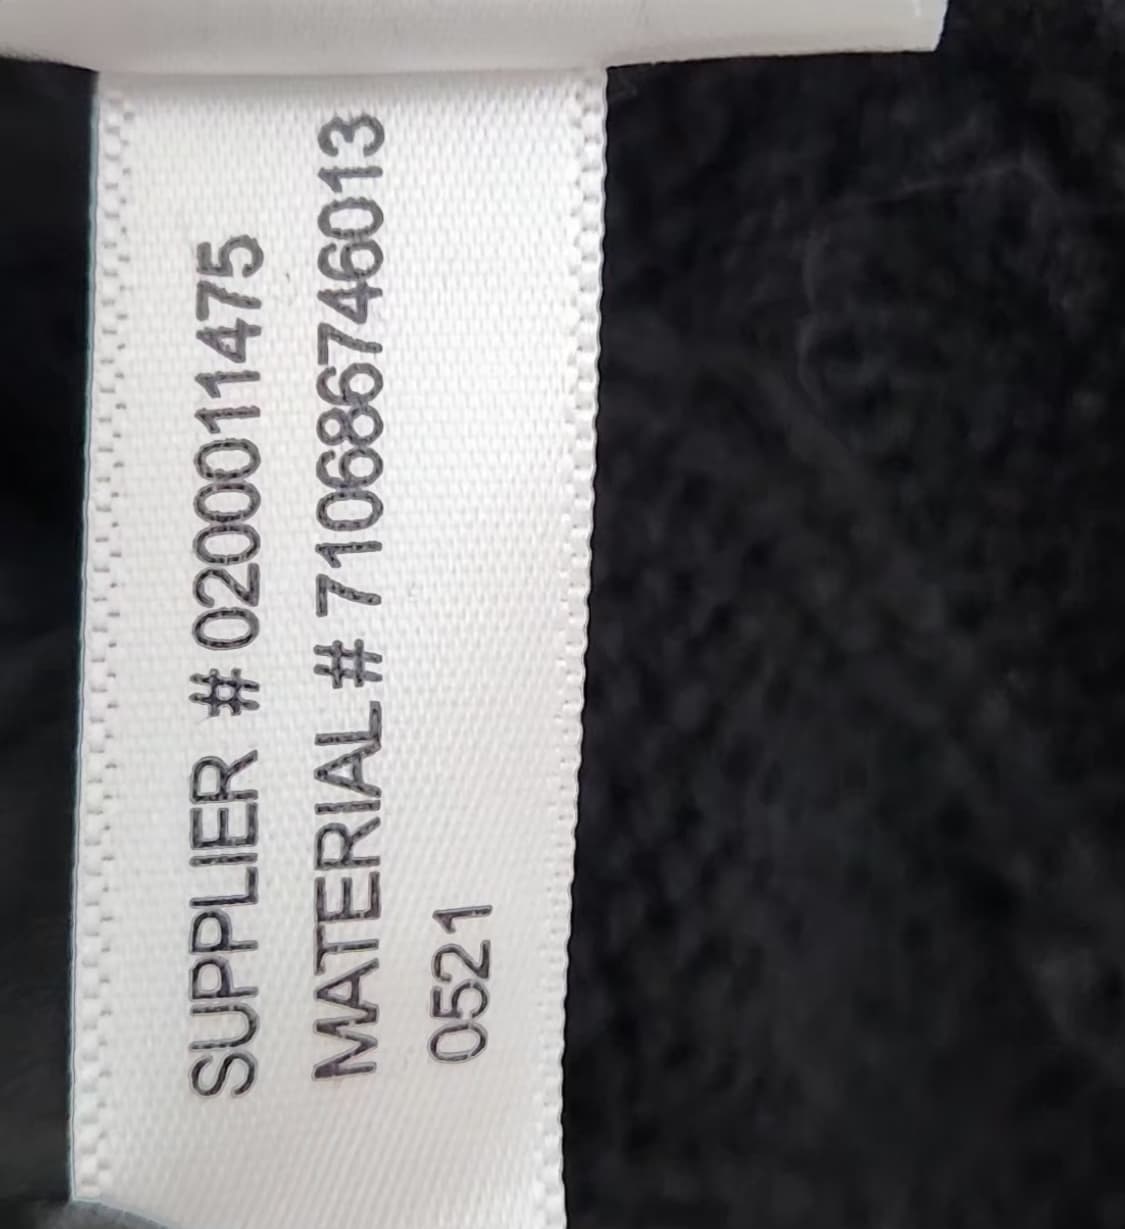 SUPPLIER # 0200011475
MATERIAL # 710686746013
0521